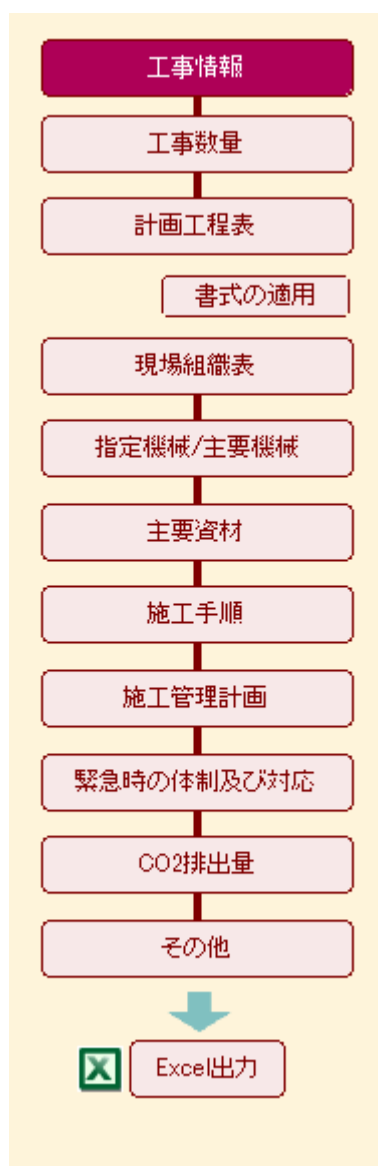 工事情報
工事数量
計画工程表
書式の適用
現場組織表
指定機械/主要機械
主要資材
施工手順
施工管理計画
緊急時の体制及び対応
CO2排出量
その他
Excel出力